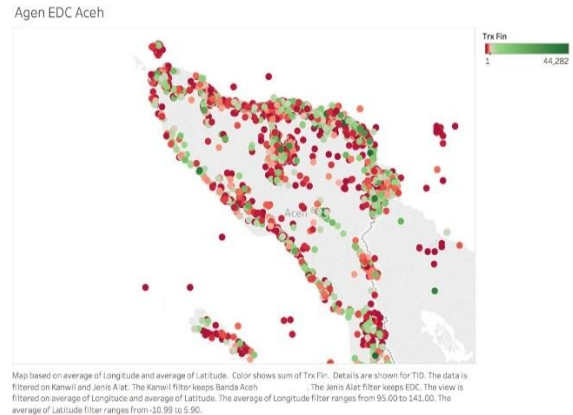 Agen EDC Aceh
Trx Fin
1 44,282
Aceh
Map based on average of Longitude and average of Latitude. Color shows sum of Trx Fin. Details are shown for TID. The data is
filtered on Kanwil and Jenis Alat. The Kanwil filter keeps Banda Aceh . The Jenis Alat filter keeps EDC. The view is
filtered on average of Longitude and average of Latitude. The average of Longitude filter ranges from 95.00 to 141.00. The
average of Latitude filter ranges from -10.99 to 5.90.